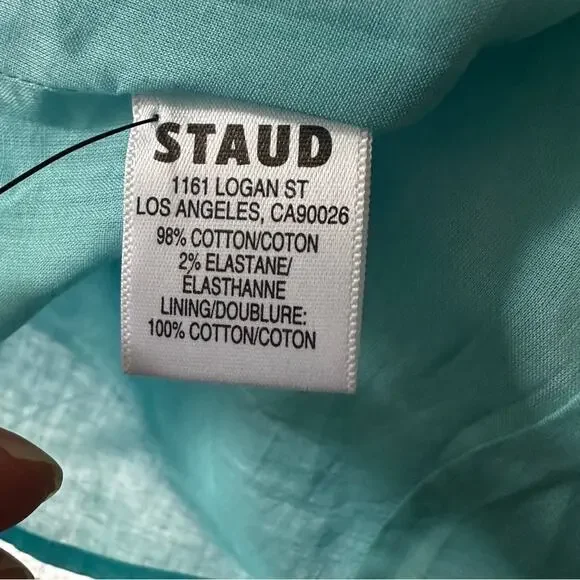 STAUD
1161 LOGAN ST
LOS ANGELES, CA90026
98% COTTON/COTON
2% ELASTANE/
ÉLASTHANNE
LINING/DOUBLURE:
100% COTTON/COTON